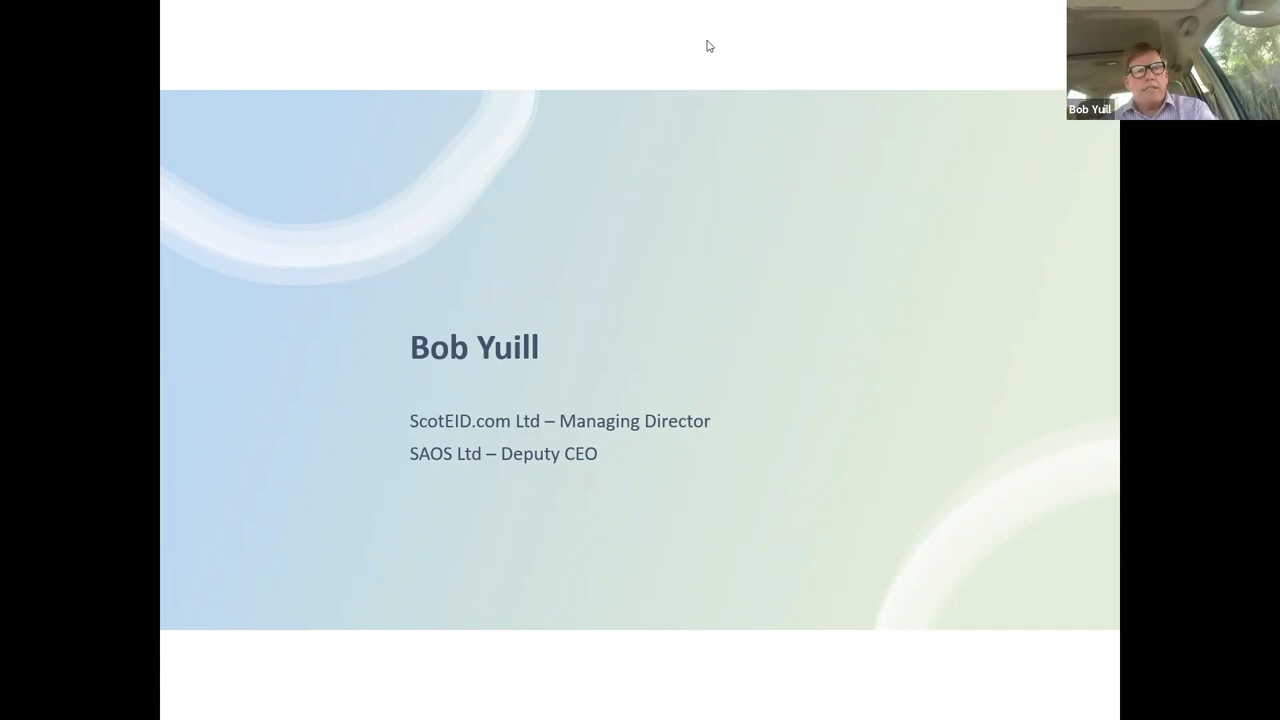 Bob Yuill
Bob Yuill
ScotEID.com Ltd – Managing Director
SAOS Ltd – Deputy CEO